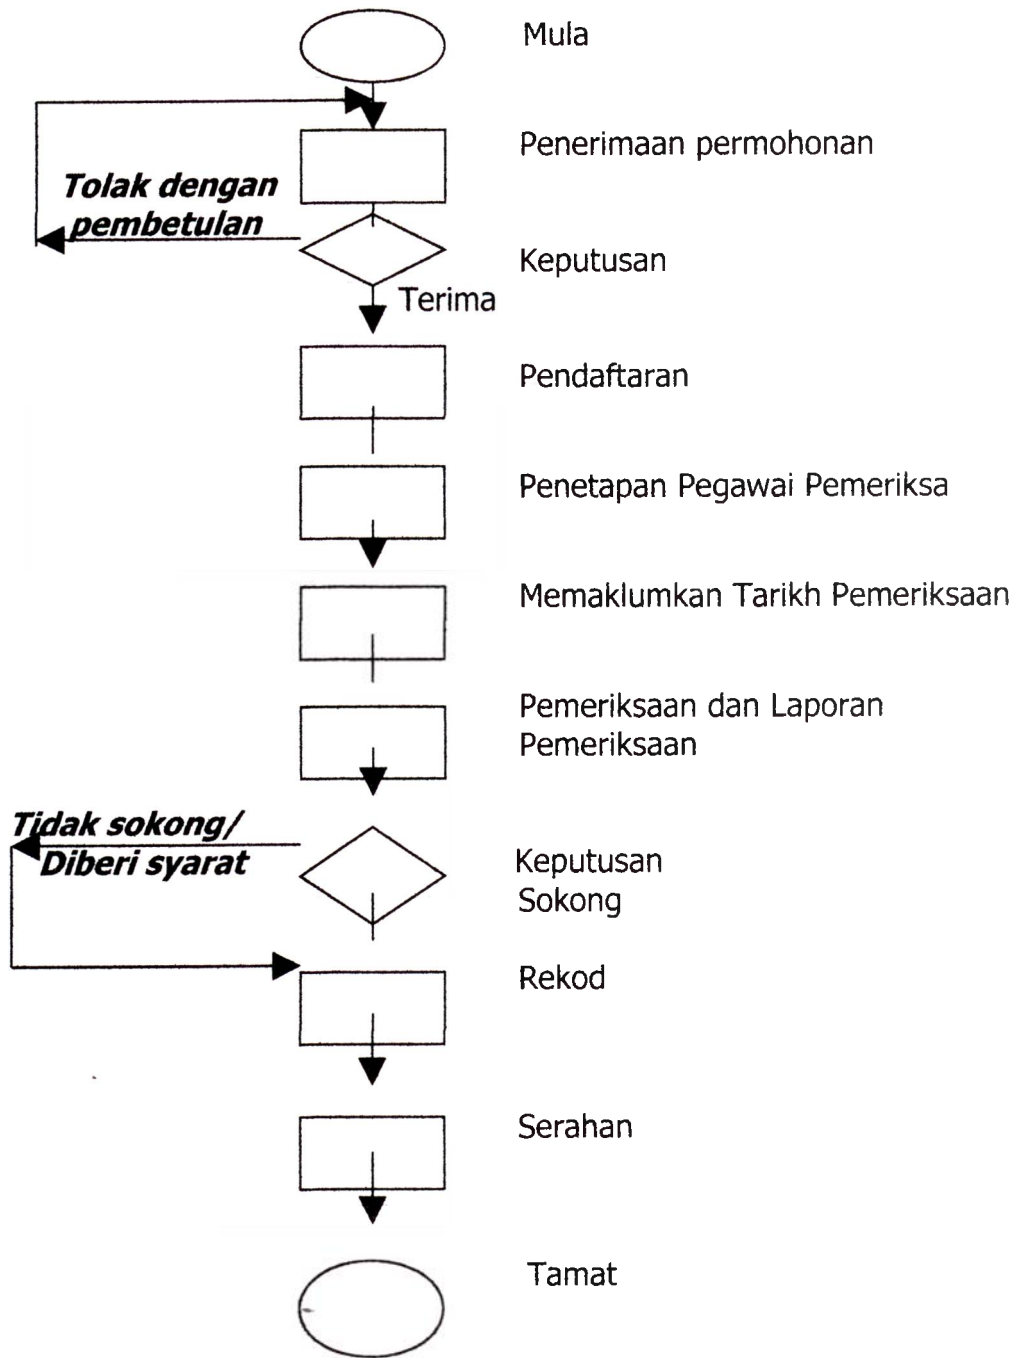 Mula
Penerimaan permohonan
Tolak dengan
pembetulan
Keputusan
Terima
Pendaftaran
Penetapan Pegawai Pemeriksa
Memaklumkan Tarikh Pemeriksaan
Pemeriksaan dan Laporan
Pemeriksaan
Tidak sokong/
Diberi syarat
Keputusan
Sokong
Rekod
Serahan
Tamat